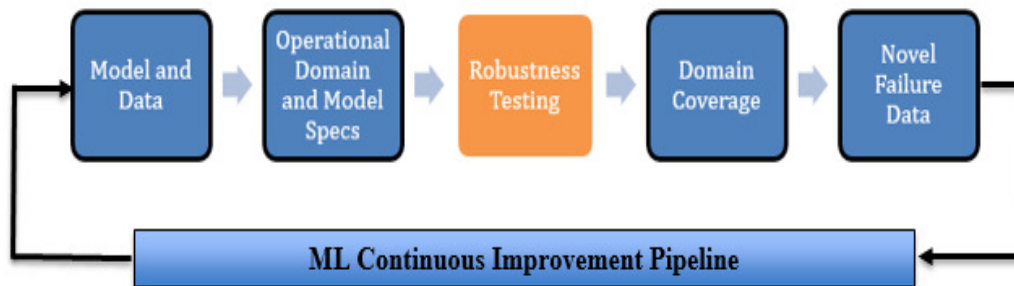 Model and
Data
Operational
Domain
and Model
Specs
Robustness
Testing
Domain
Coverage
Novel
Failure
Data
ML Continuous Improvement Pipeline